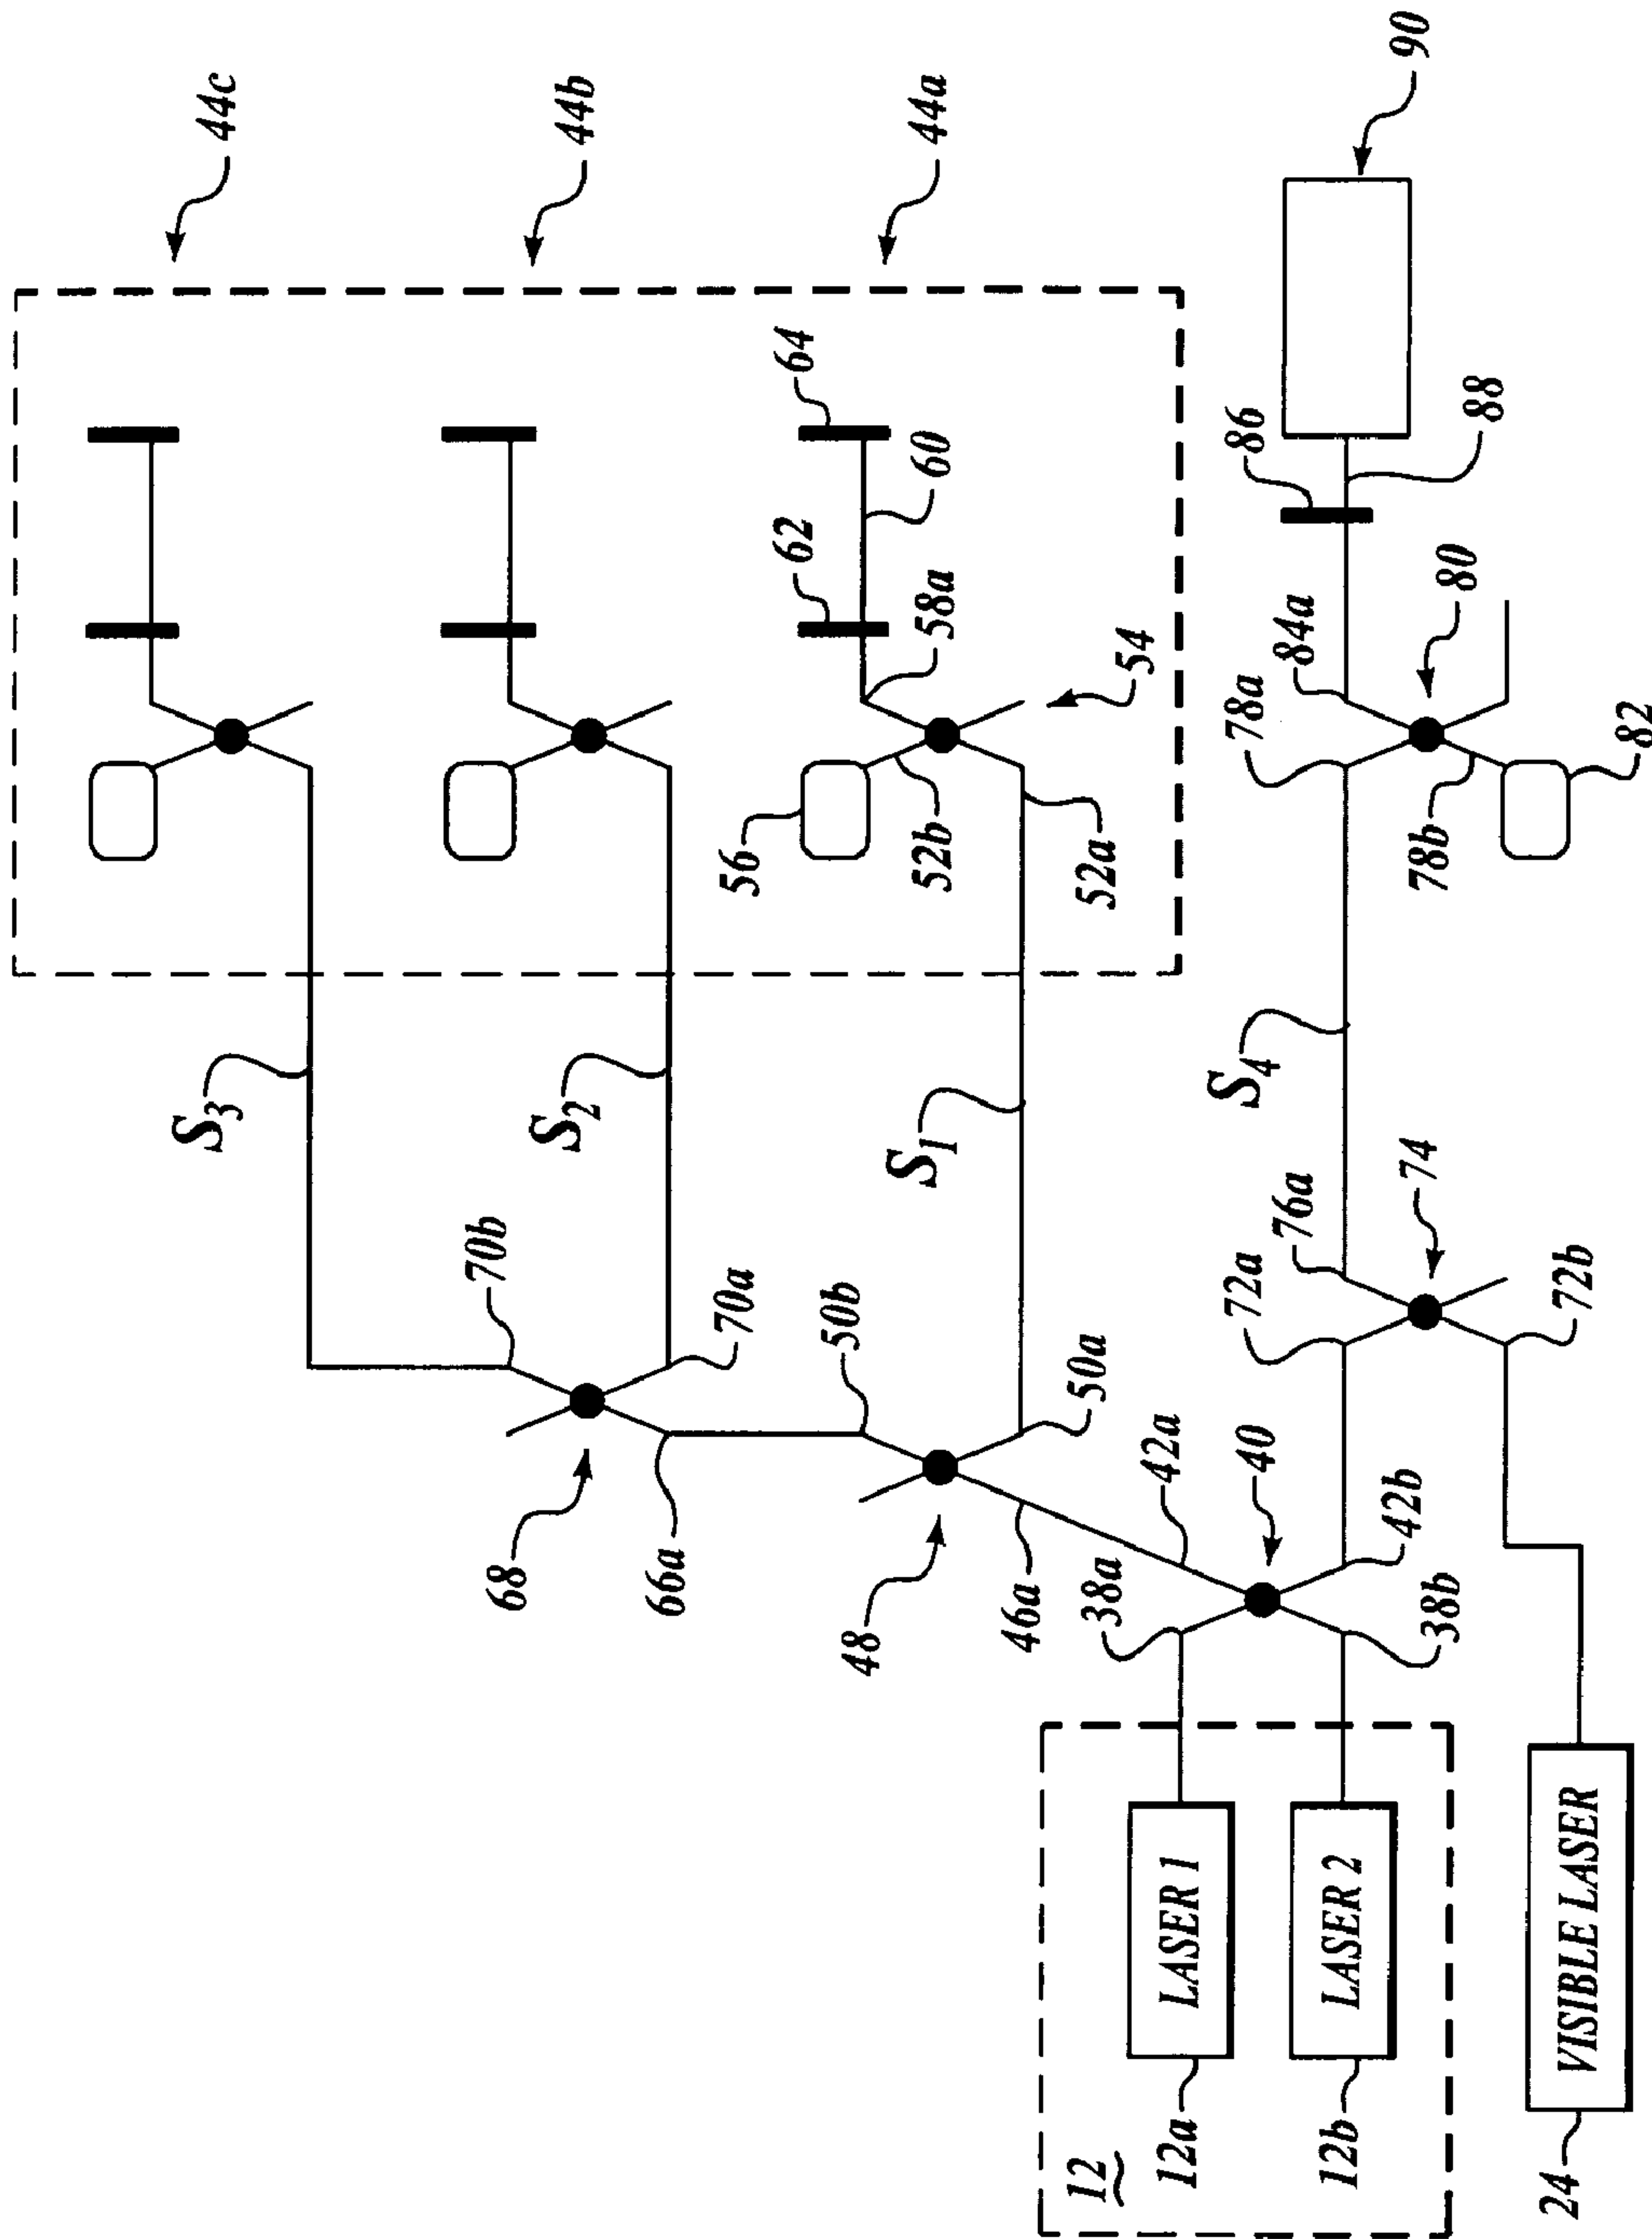 44c
44b
44a
90
64
62
60
58a
54
56
52b
52a
86
88
84a
80
78a
78b
82
S3
S2
S1
S4
70b
70a
68
66a
50b
50a
48
46a
42a
40
42b
38a
38b
72a
76a
74
72b
LASER 1
LASER 2
12
12a
12b
VISIBLE LASER
24